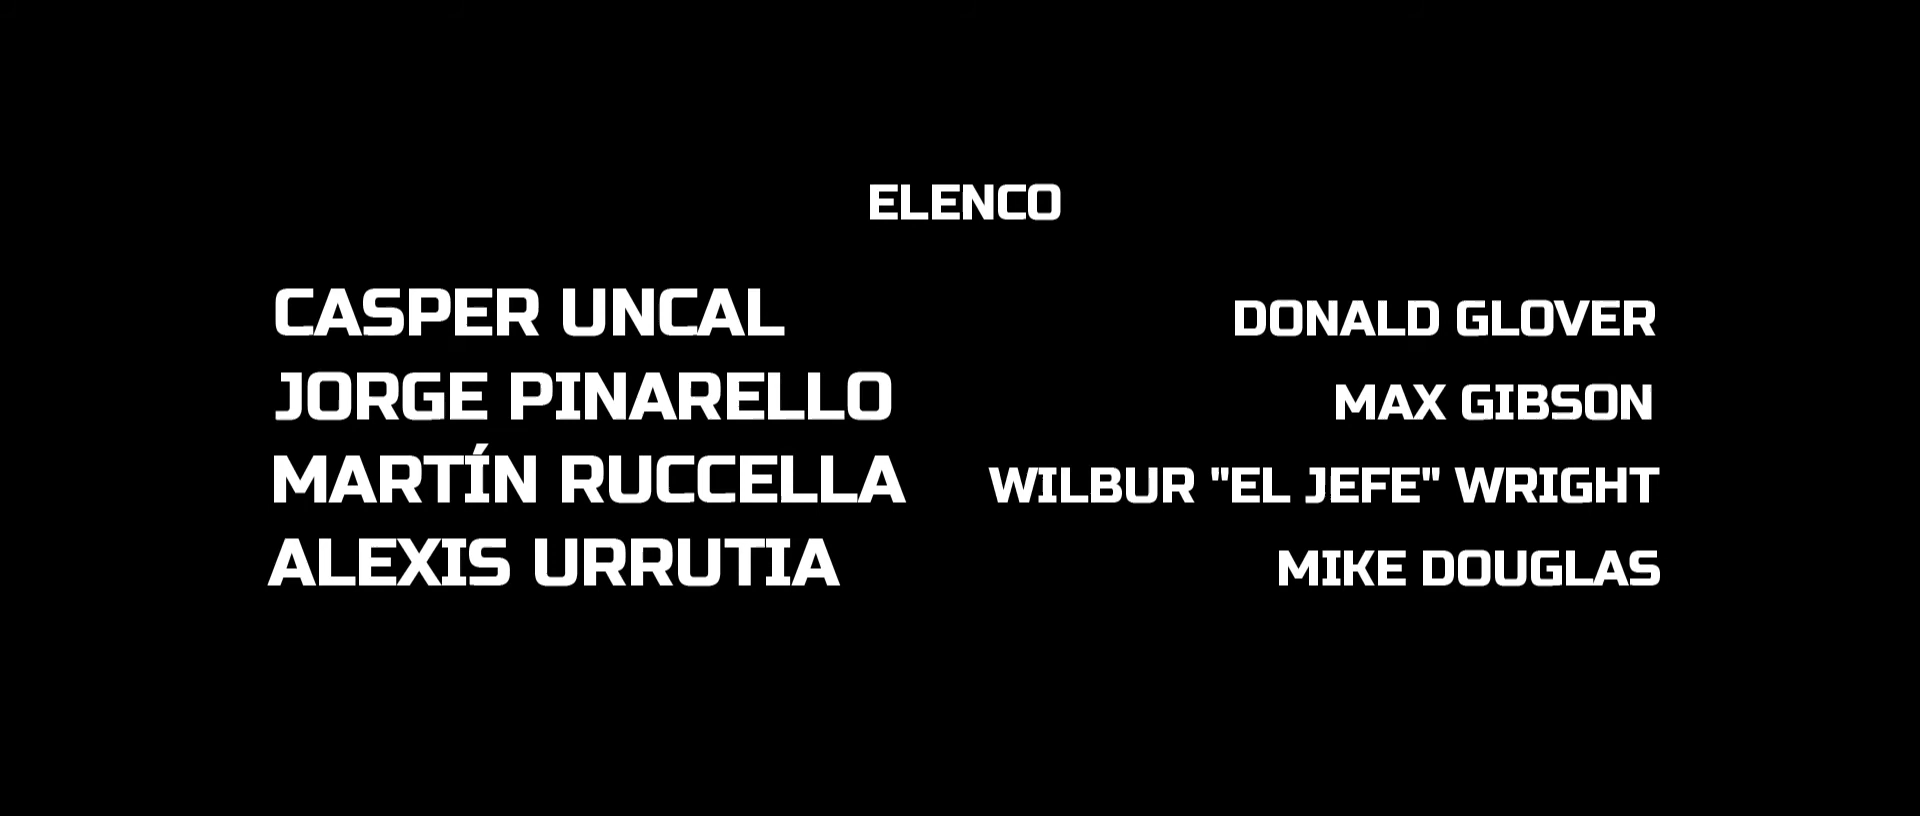 ELENCO
CASPER UNCAL DONALD GLOVER
JORGE PINARELLO MAX GIBSON
MARTÍN RUCCELLA WILBUR "EL JEFE" WRIGHT
ALEXIS URRUTIA MIKE DOUGLAS